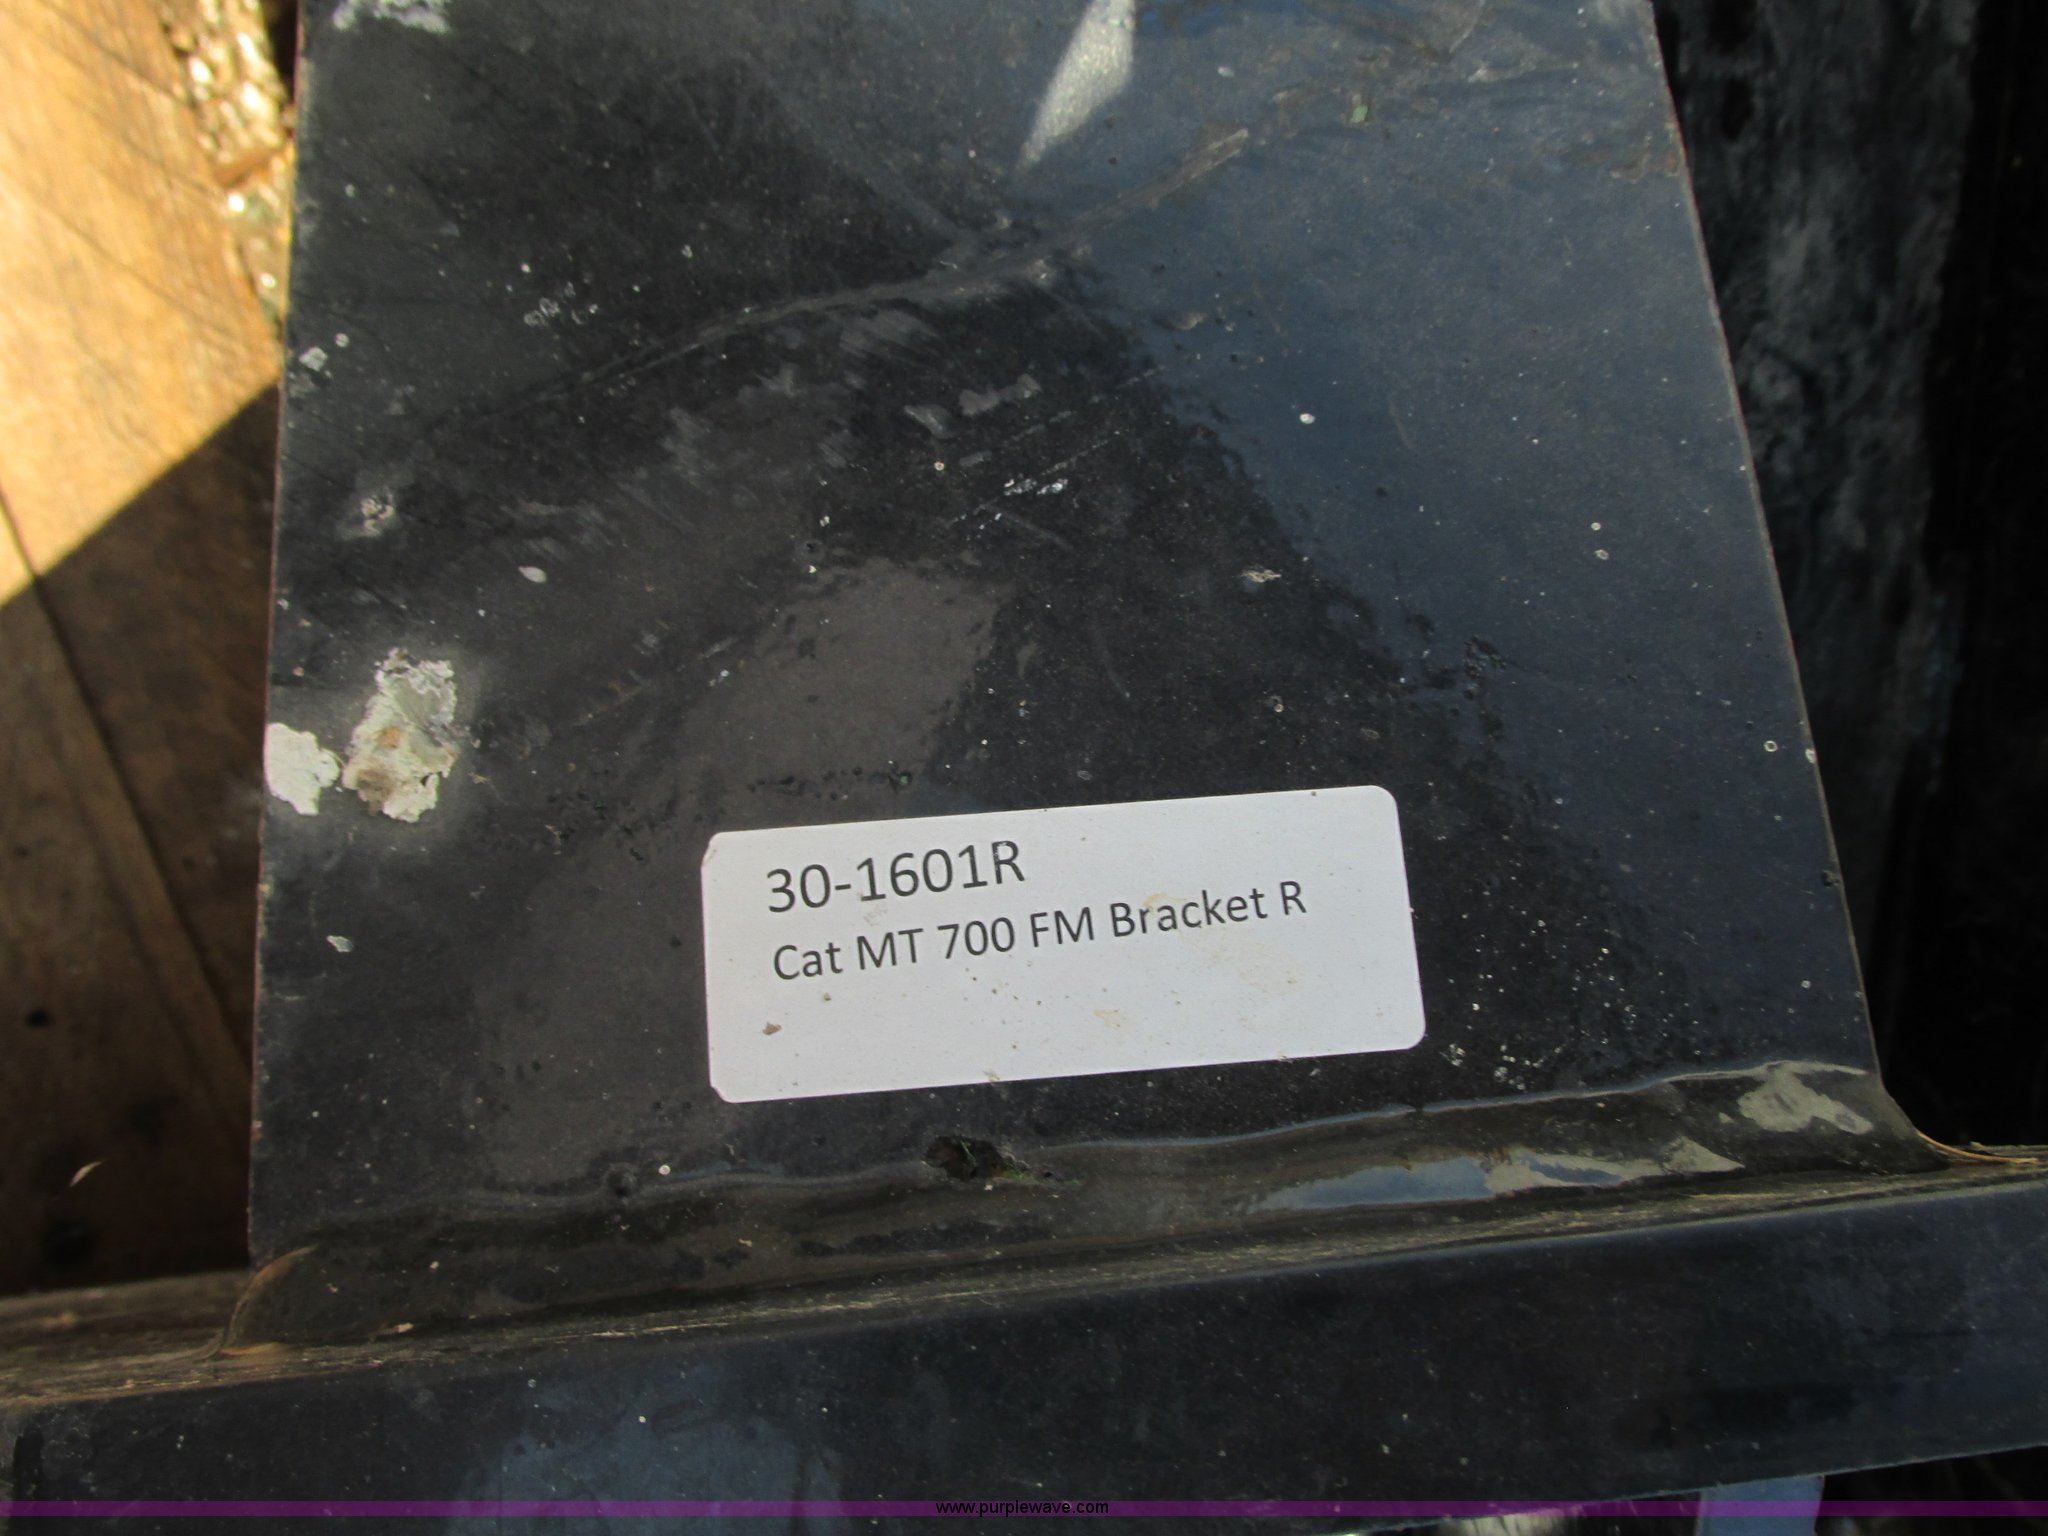 30-1601R
Cat MT 700 FM Bracket R
www.purplewave.com